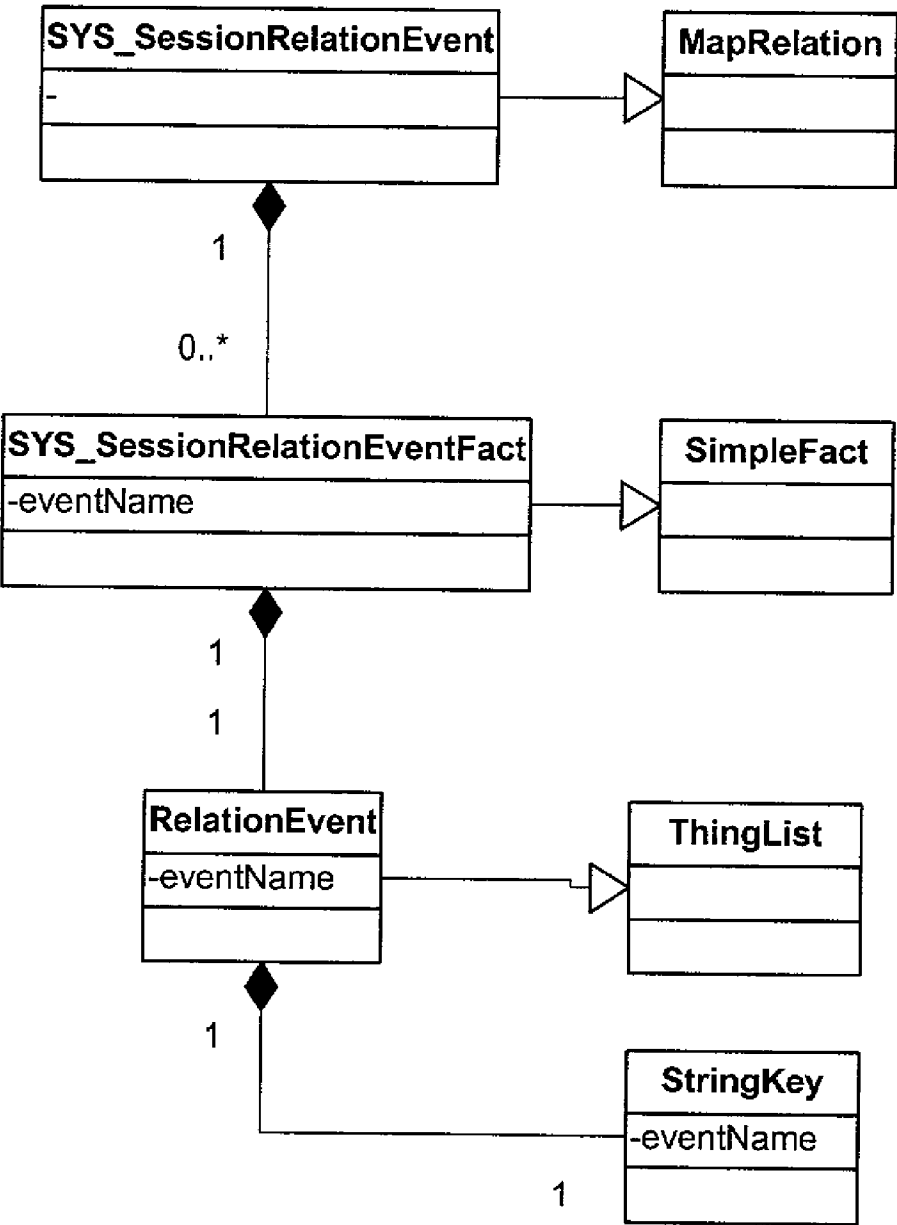 SYS_SessionRelationEvent
-
MapRelation
1
0..*
SYS_SessionRelationEventFact
-eventName
SimpleFact
1
1
RelationEvent
-eventName
ThingList
1
StringKey
-eventName
1